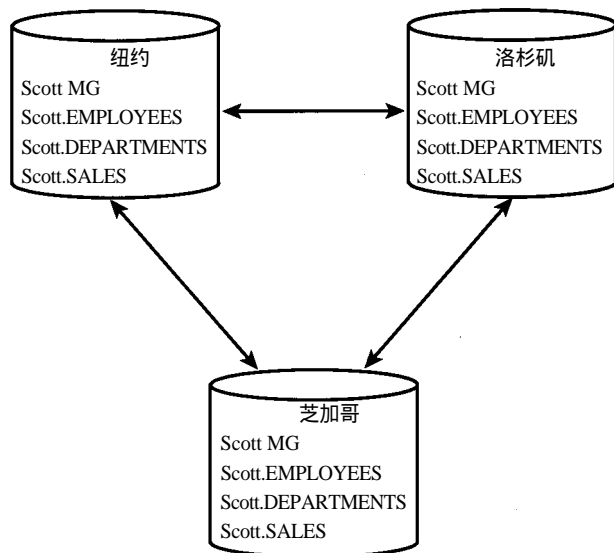 纽约
Scott MG
Scott.EMPLOYEES
Scott.DEPARTMENTS
Scott.SALES
洛杉矶
Scott MG
Scott.EMPLOYEES
Scott.DEPARTMENTS
Scott.SALES
芝加哥
Scott MG
Scott.EMPLOYEES
Scott.DEPARTMENTS
Scott.SALES